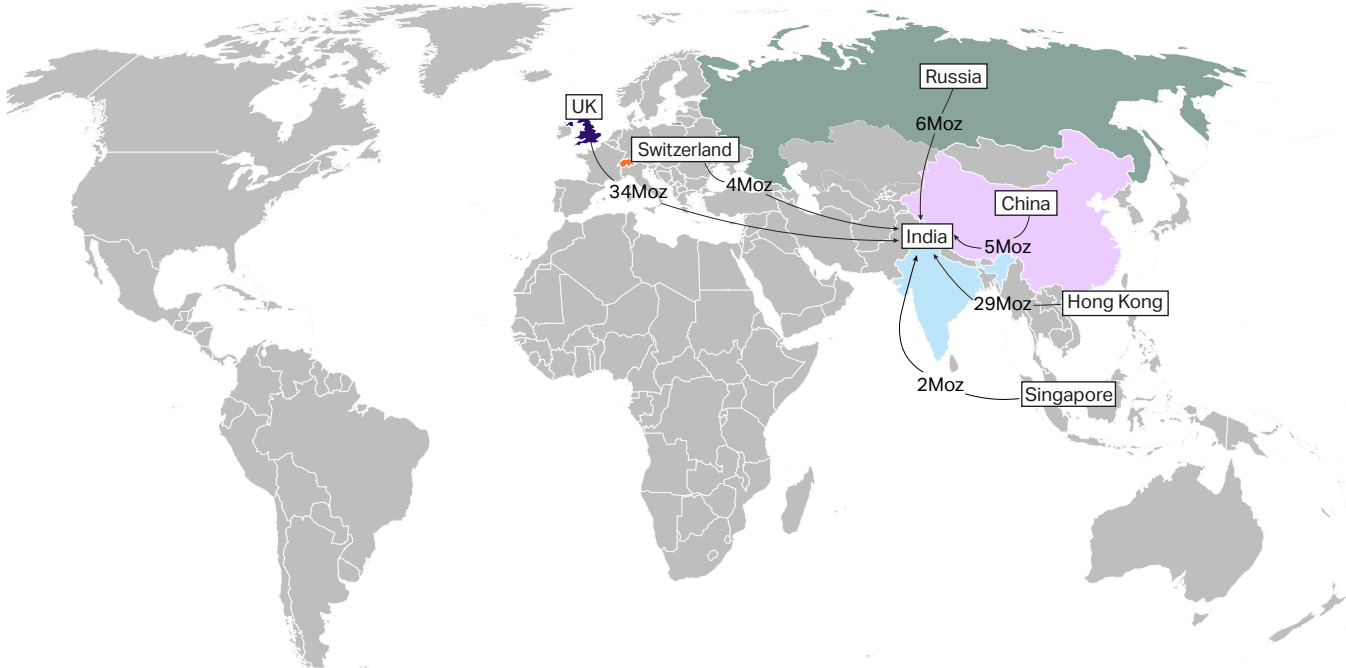 Russia
UK
6Moz
Switzerland
4Moz
34Moz
China
India
5Moz
29Moz
Hong Kong
2Moz
Singapore